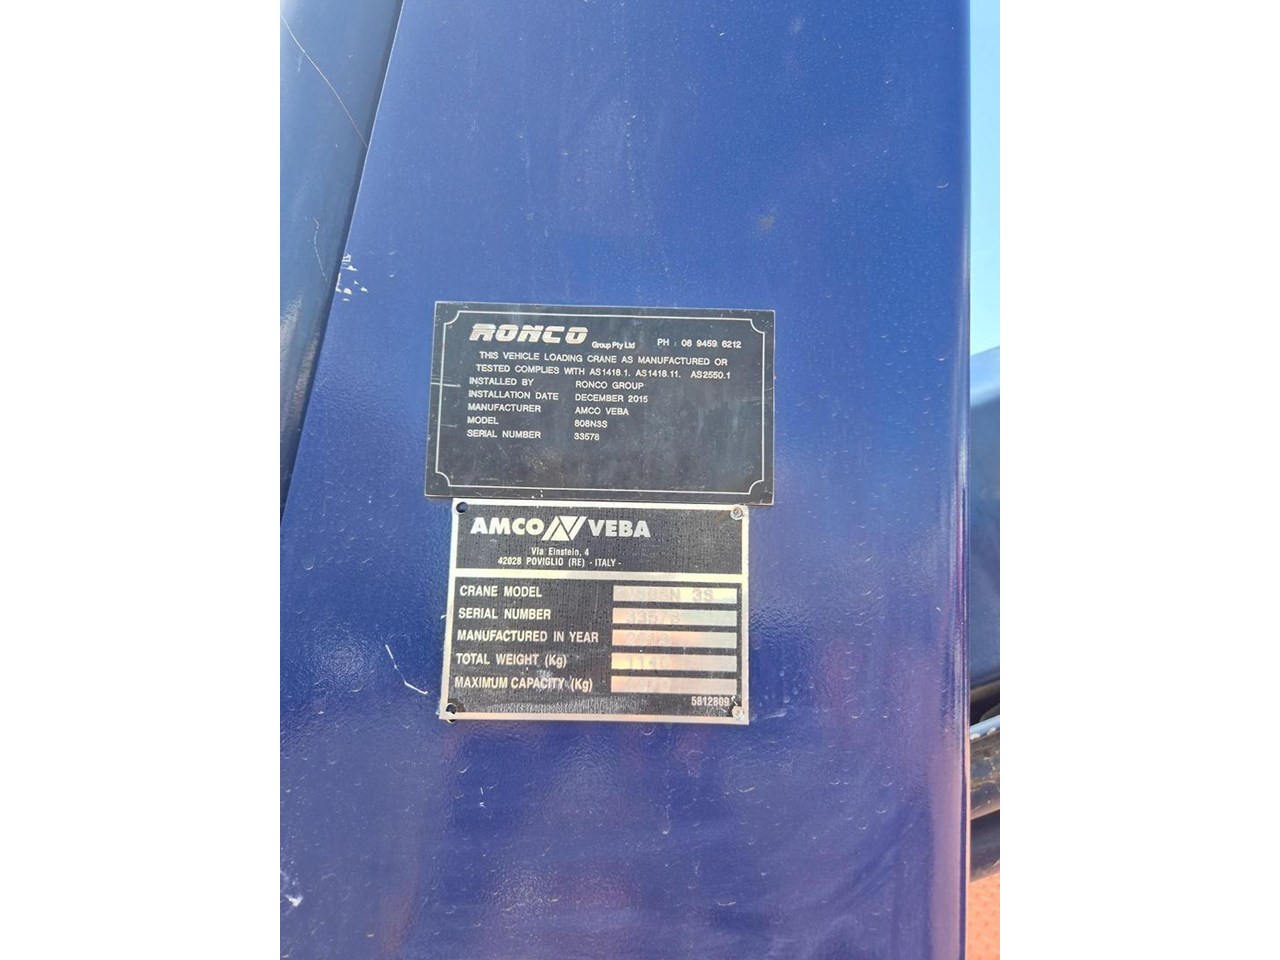 RONCO Group Pty Ltd PH : 08 9459 6212
THIS VEHICLE LOADING CRANE AS MANUFACTURED OR
TESTED COMPLIES WITH AS1418.1. AS1418.11. AS2550.1
INSTALLED BY RONCO GROUP
INSTALLATION DATE DECEMBER 2015
MANUFACTURER AMCO VEBA
MODEL 808N3S
SERIAL NUMBER 33578
AMCO VEBA
Via Einstein, 4
42028 POVIGLIO (RE) - ITALY -
CRANE MODEL 3S
SERIAL NUMBER 33578
MANUFACTURED IN YEAR
TOTAL WEIGHT (Kg)
MAXIMUM CAPACITY (Kg)
5812809